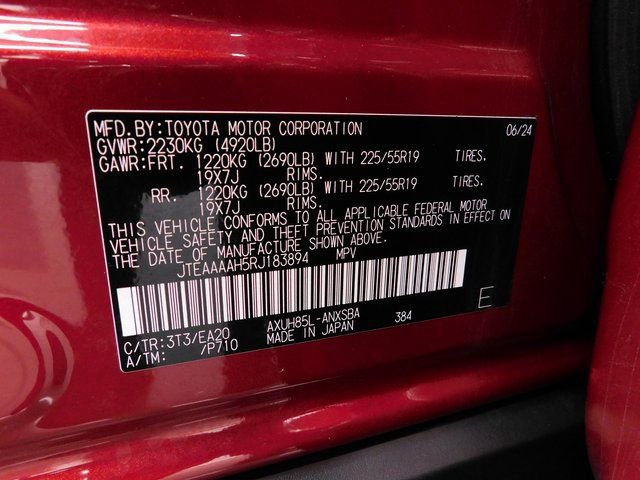 MFD.BY:TOYOTA MOTOR CORPORATION 06/24
GVWR:2230KG (4920LB)
GAWR:FRT. 1220KG (2690LB) WITH 225/55R19 TIRES.
19X7J RIMS.
RR. 1220KG (2690LB) WITH 225/55R19 TIRES.
19X7J RIMS.
THIS VEHICLE CONFORMS TO ALL APPLICABLE FEDERAL MOTOR
VEHICLE SAFETY AND THEFT PREVENTION STANDARDS IN EFFECT ON
THE DATE OF MANUFACTURE SHOWN ABOVE.
JTEAAAAH5RJ183894 MPV
E
C/TR:3T3/EA20 AXUH85L-ANXSBA 384
A/TM: /P710 MADE IN JAPAN